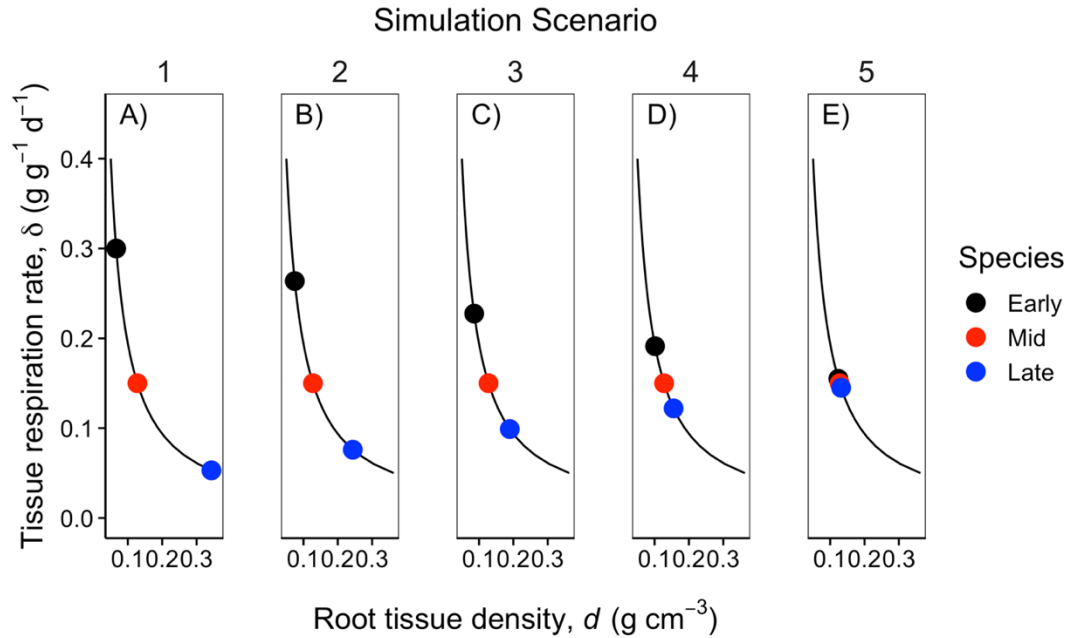 Simulation Scenario
1 2 3 4 5
A) B) C) D) E)
Tissue respiration rate, δ (g g⁻¹ d⁻¹)
0.4
0.3
0.2
0.1
0.0
Species
Early
Mid
Late
0.10.20.3 0.10.20.3 0.10.20.3 0.10.20.3 0.10.20.3
Root tissue density, d (g cm⁻³)